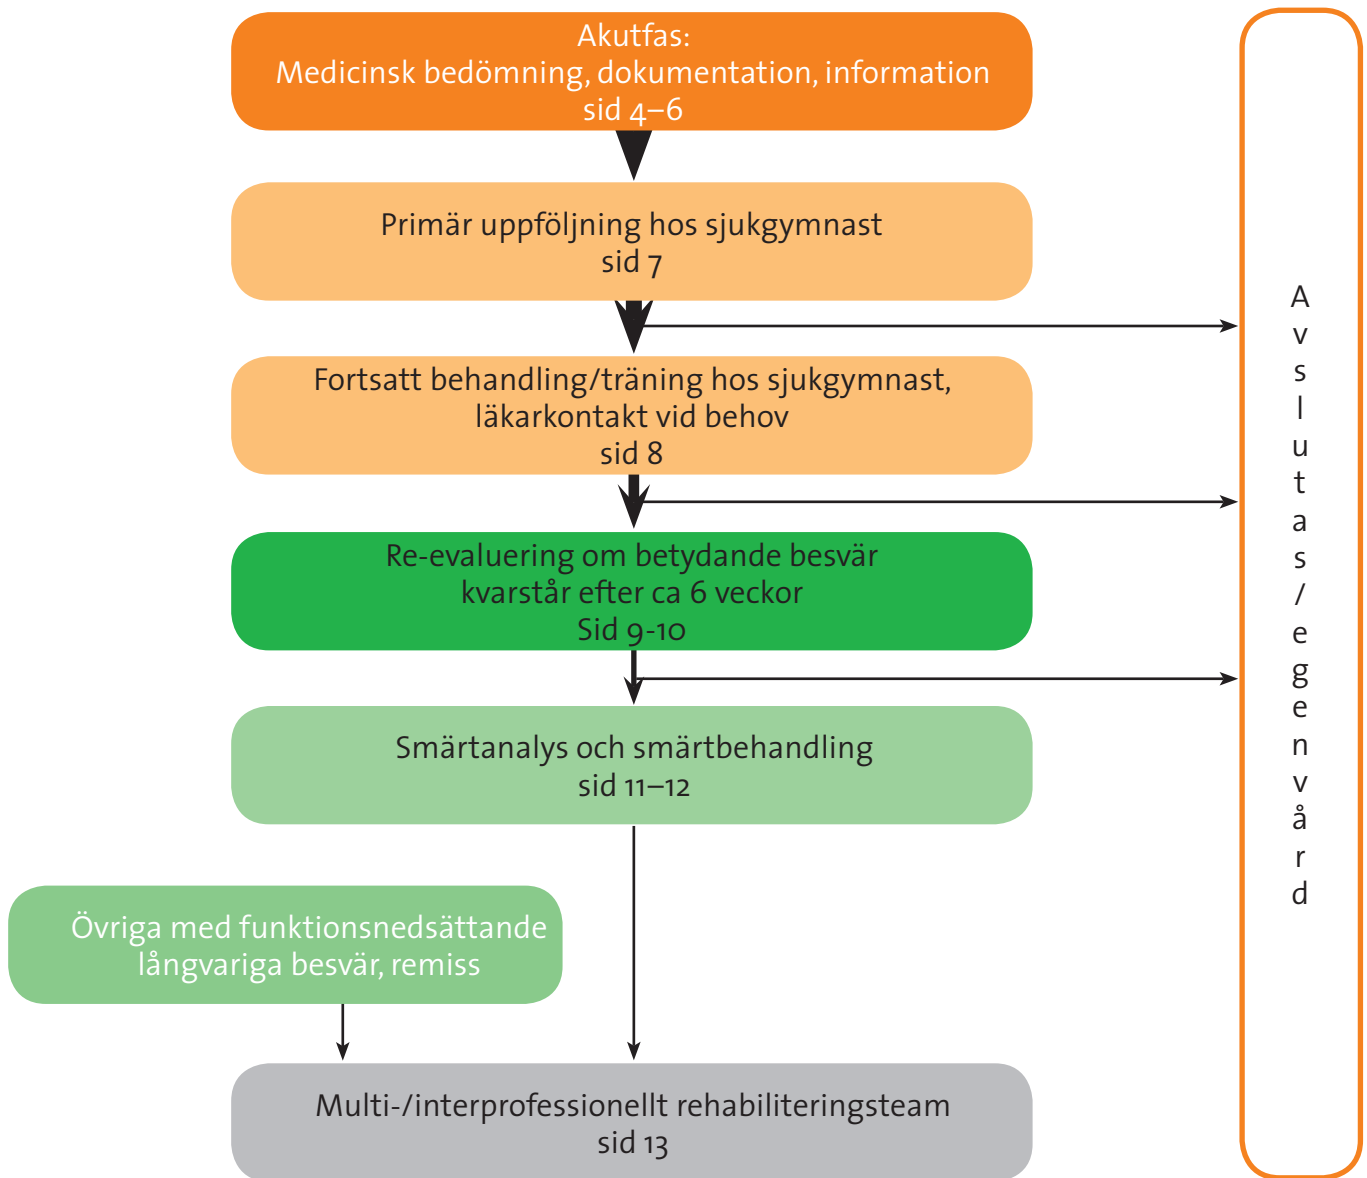 Akutfas:
Medicinsk bedömning, dokumentation, information
sid 4–6
Primär uppföljning hos sjukgymnast
sid 7
Fortsatt behandling/träning hos sjukgymnast,
läkarkontakt vid behov
sid 8
Re-evaluering om betydande besvär
kvarstår efter ca 6 veckor
Sid 9-10
Smärtanalys och smärtbehandling
sid 11–12
Övriga med funktionsnedsättande
långvariga besvär, remiss
Multi-/interprofessionellt rehabiliteringsteam
sid 13
Avslutas/egenvård